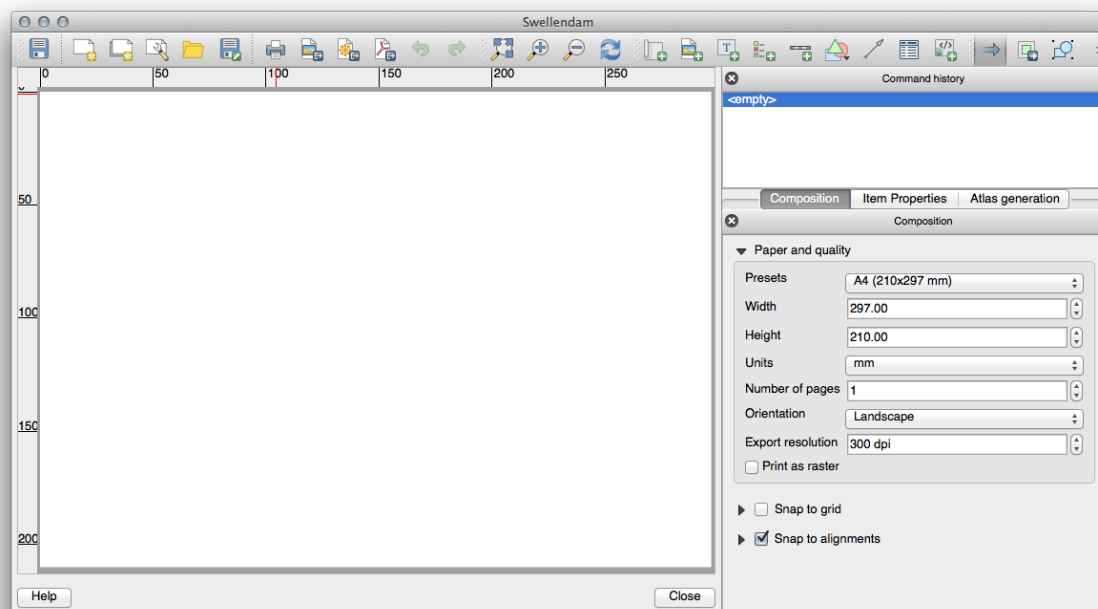 Swellendam
0 50 100 150 200 250
Command history
<empty>
50
Composition Item Properties Atlas generation
Composition
Paper and quality
Presets A4 (210x297 mm)
Width 297.00
100
Height 210.00
Units mm
Number of pages 1
Orientation Landscape
150
Export resolution 300 dpi
Print as raster
Snap to grid
200
Snap to alignments
Help Close